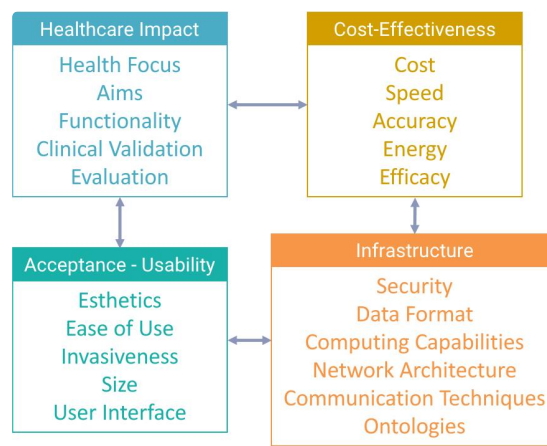 Healthcare Impact
Health Focus
Aims
Functionality
Clinical Validation
Evaluation
Cost-Effectiveness
Cost
Speed
Accuracy
Energy
Efficacy
Acceptance - Usability
Esthetics
Ease of Use
Invasiveness
Size
User Interface
Infrastructure
Security
Data Format
Computing Capabilities
Network Architecture
Communication Techniques
Ontologies